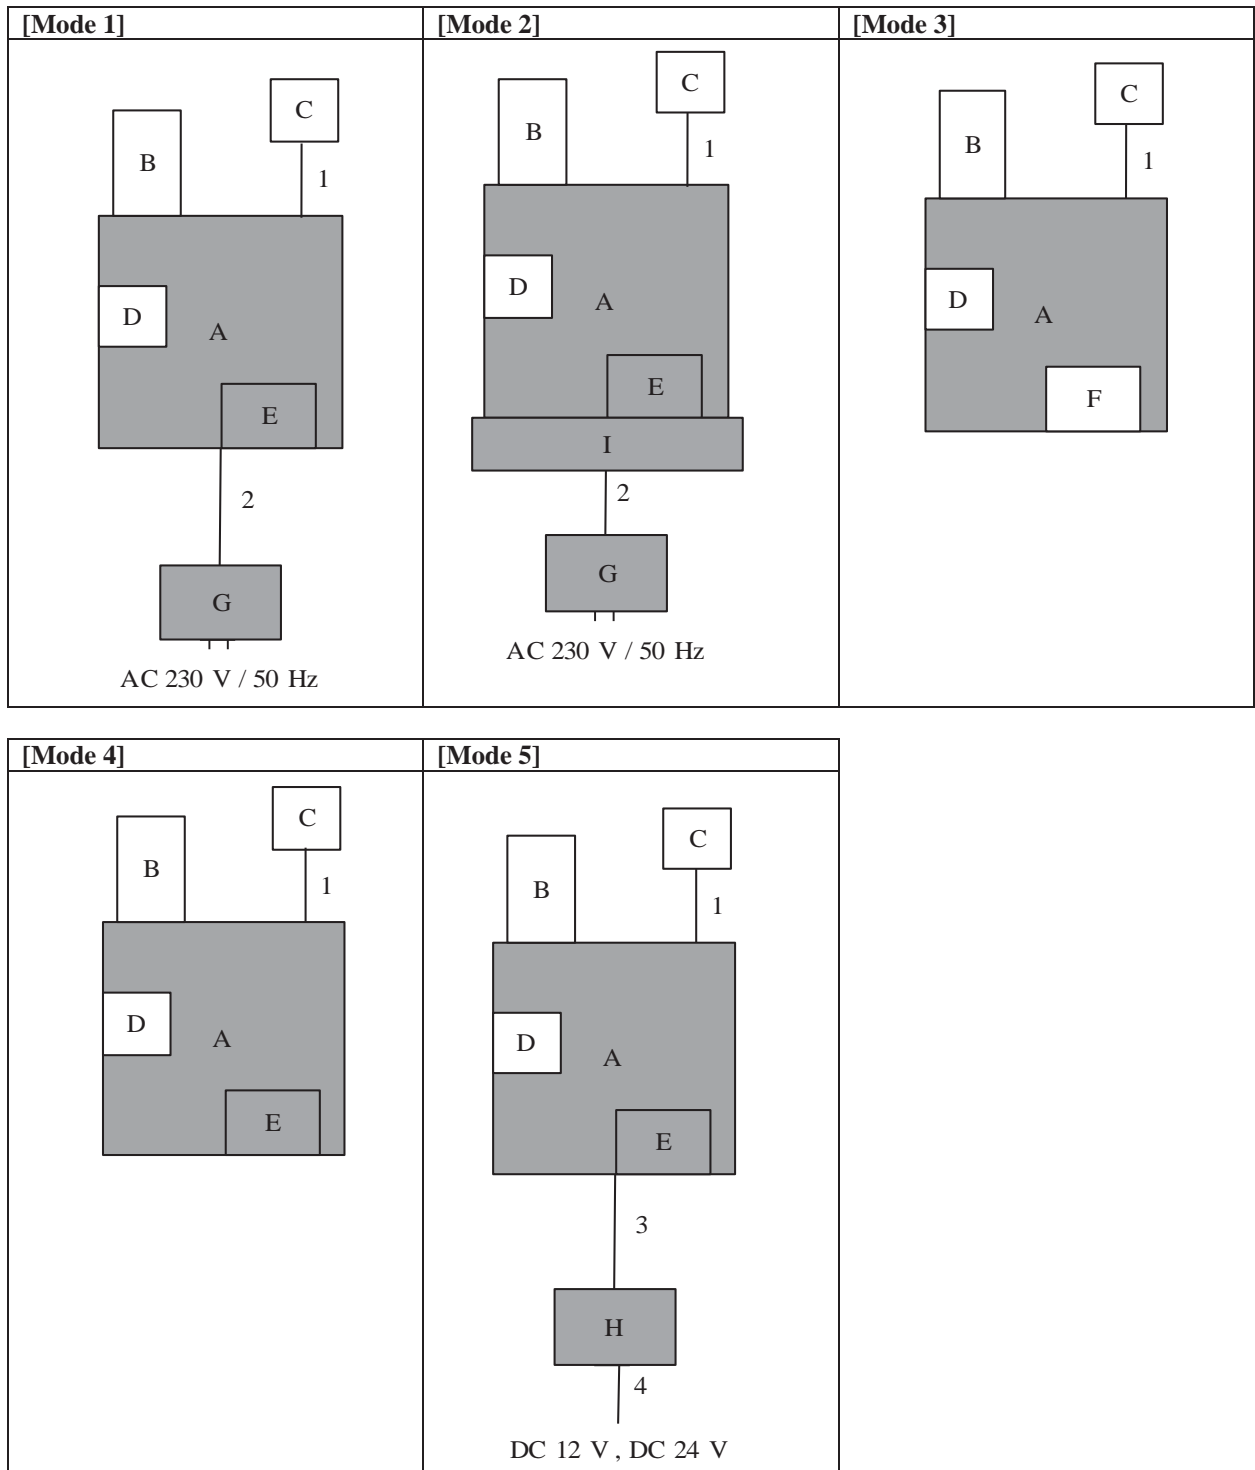 [Mode 1]
C
B
1
D
A
E
2
G
AC 230 V / 50 Hz
[Mode 2]
C
B
1
D
A
E
I
2
G
AC 230 V / 50 Hz
[Mode 3]
C
B
1
D
A
F
[Mode 4]
C
B
1
D
A
E
[Mode 5]
C
B
1
D
A
E
3
H
4
DC 12 V , DC 24 V